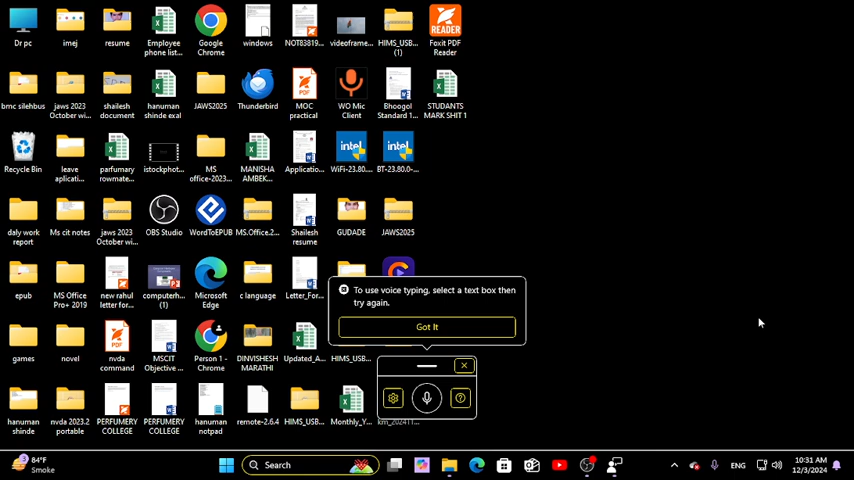 Dr pc
imej
resume
Employee
phone list...
Google
Chrome
windows
NOT83819...
videoframe...
HIMS_USB...
(1)
Foxit PDF
Reader
bmc silehbus
jaws 2023
October wi...
shailesh
document
hanuman
shinde exal
JAWS2025
Thunderbird
MOC
practical
WO Mic
Client
Bhoogol
Standard 1...
STUDANTS
MARK SHIT 1
Recycle Bin
leave
aplicatio...
parfumary
rowmate...
istockphot...
MS
office-2023...
MANISHA
AMBEK...
Applicatio...
WiFi-23.80....
BT-23.80.0-...
daly work
report
Ms cit notes
jaws 2023
October wi...
OBS Studio
WordToEPUB
MS.Office.2...
Shailesh
resume
GUDADE
JAWS2025
epub
MS Office
Pro+ 2019
new rahul
letter for...
computerh...
(1)
Microsoft
Edge
c language
Letter_For...
To use voice typing, select a text box then
try again.
Got It
games
novel
nvda
command
MSCIT
Objective ...
Person 1 -
Chrome
DINVISHESH
MARATHI
Updated_A...
HIMS_USB...
hanuman
shinde
nvda 2023.2
portable
PERFUMERY
COLLEGE
PERFUMERY
COLLEGE
hanuman
notpad
remote-2.6.4
HIMS_USB...
Monthly_Y...
84°F
Smoke
Search
ENG
10:31 AM
12/3/2024